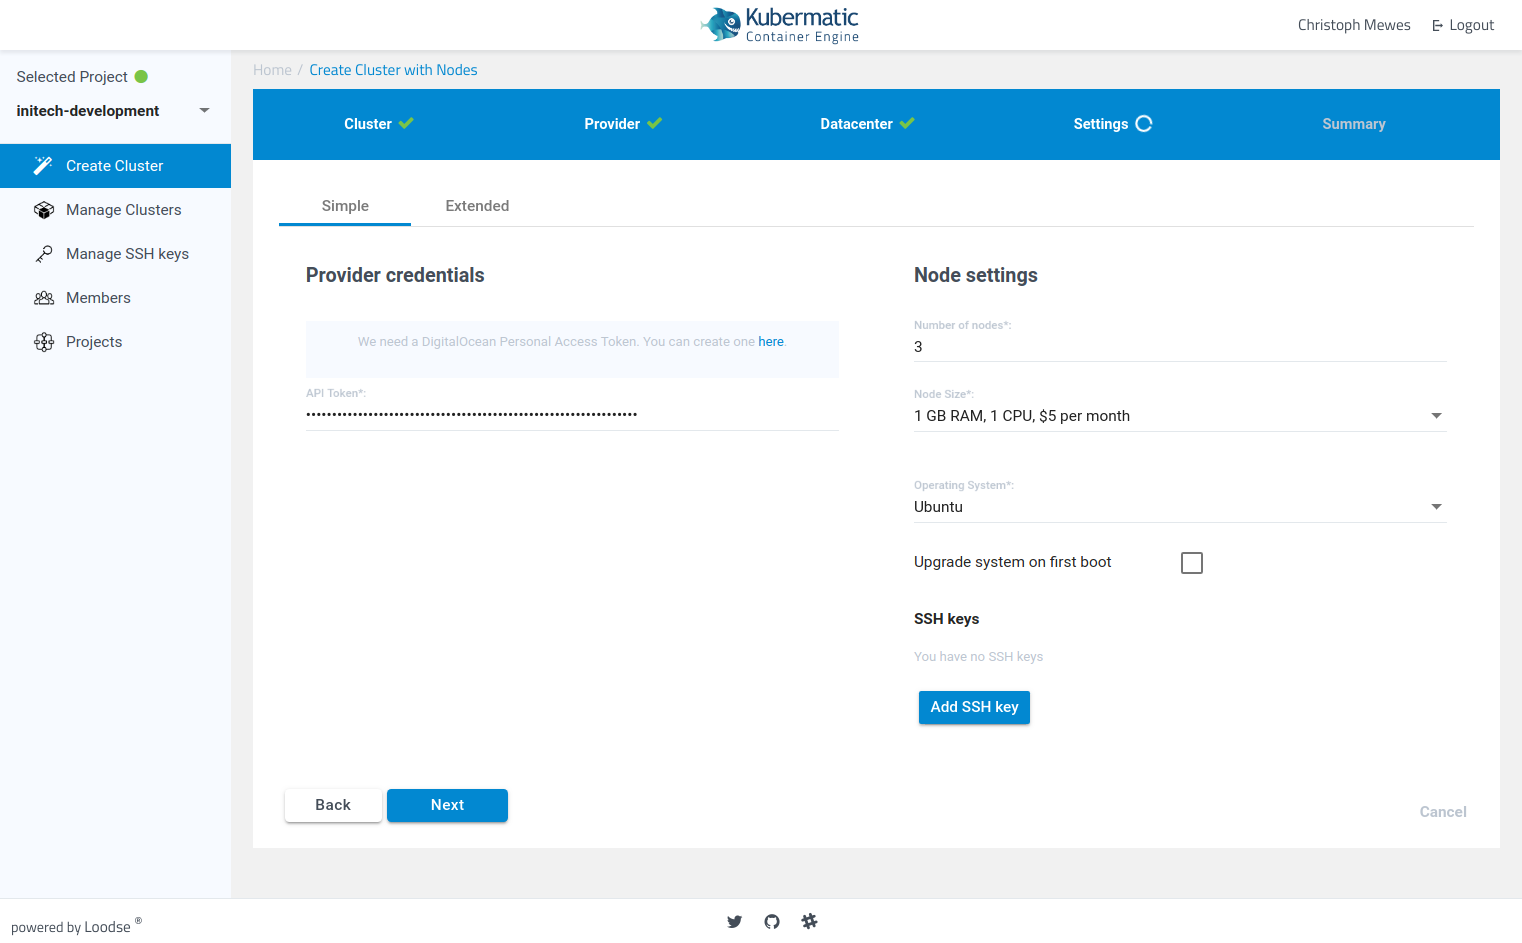 Kubermatic
Container Engine
Christoph Mewes
Logout
Selected Project
initech-development
Create Cluster
Manage Clusters
Manage SSH keys
Members
Projects
Home / Create Cluster with Nodes
Cluster
Provider
Datacenter
Settings
Summary
Simple
Extended
Provider credentials
We need a DigitalOcean Personal Access Token. You can create one here.
API Token*:
••••••••••••••••••••••••••••••••••••••••••••••••••••••••••••••••
Node settings
Number of nodes*:
3
Node Size*:
1 GB RAM, 1 CPU, $5 per month
Operating System*:
Ubuntu
Upgrade system on first boot
SSH keys
You have no SSH keys
Add SSH key
Back
Next
Cancel
powered by Loodse ®